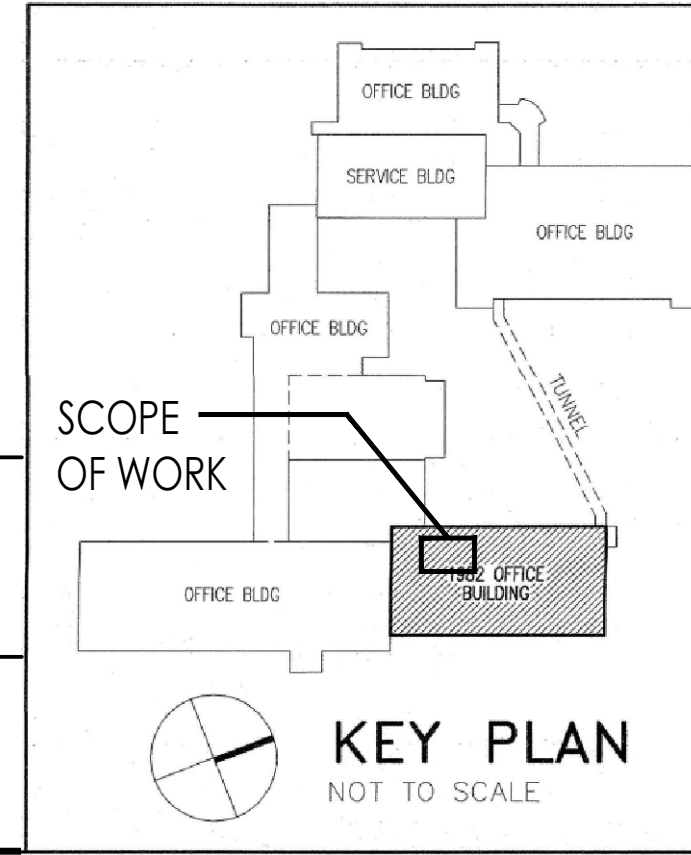 OFFICE BLDG
SERVICE BLDG
OFFICE BLDG
OFFICE BLDG
TUNNEL
SCOPE
OF WORK
1982 OFFICE
BUILDING
OFFICE BLDG
KEY PLAN
NOT TO SCALE